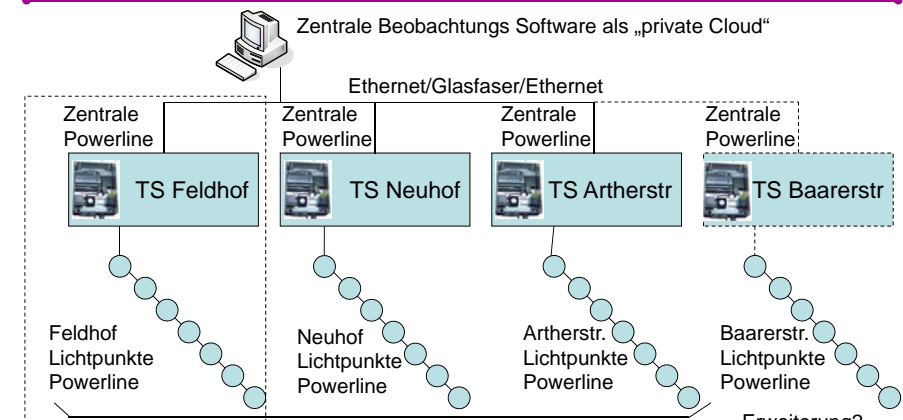 Zentrale Beobachtungs Software als „private Cloud“
Ethernet/Glasfaser/Ethernet
Zentrale
Powerline
Zentrale
Powerline
Zentrale
Powerline
Zentrale
Powerline
TS Feldhof
TS Neuhof
TS Artherstr
TS Baarerstr
Feldhof
Lichtpunkte
Powerline
Neuhof
Lichtpunkte
Powerline
Artherstr.
Lichtpunkte
Powerline
Baarerstr.
Lichtpunkte
Powerline
Erweiterung?